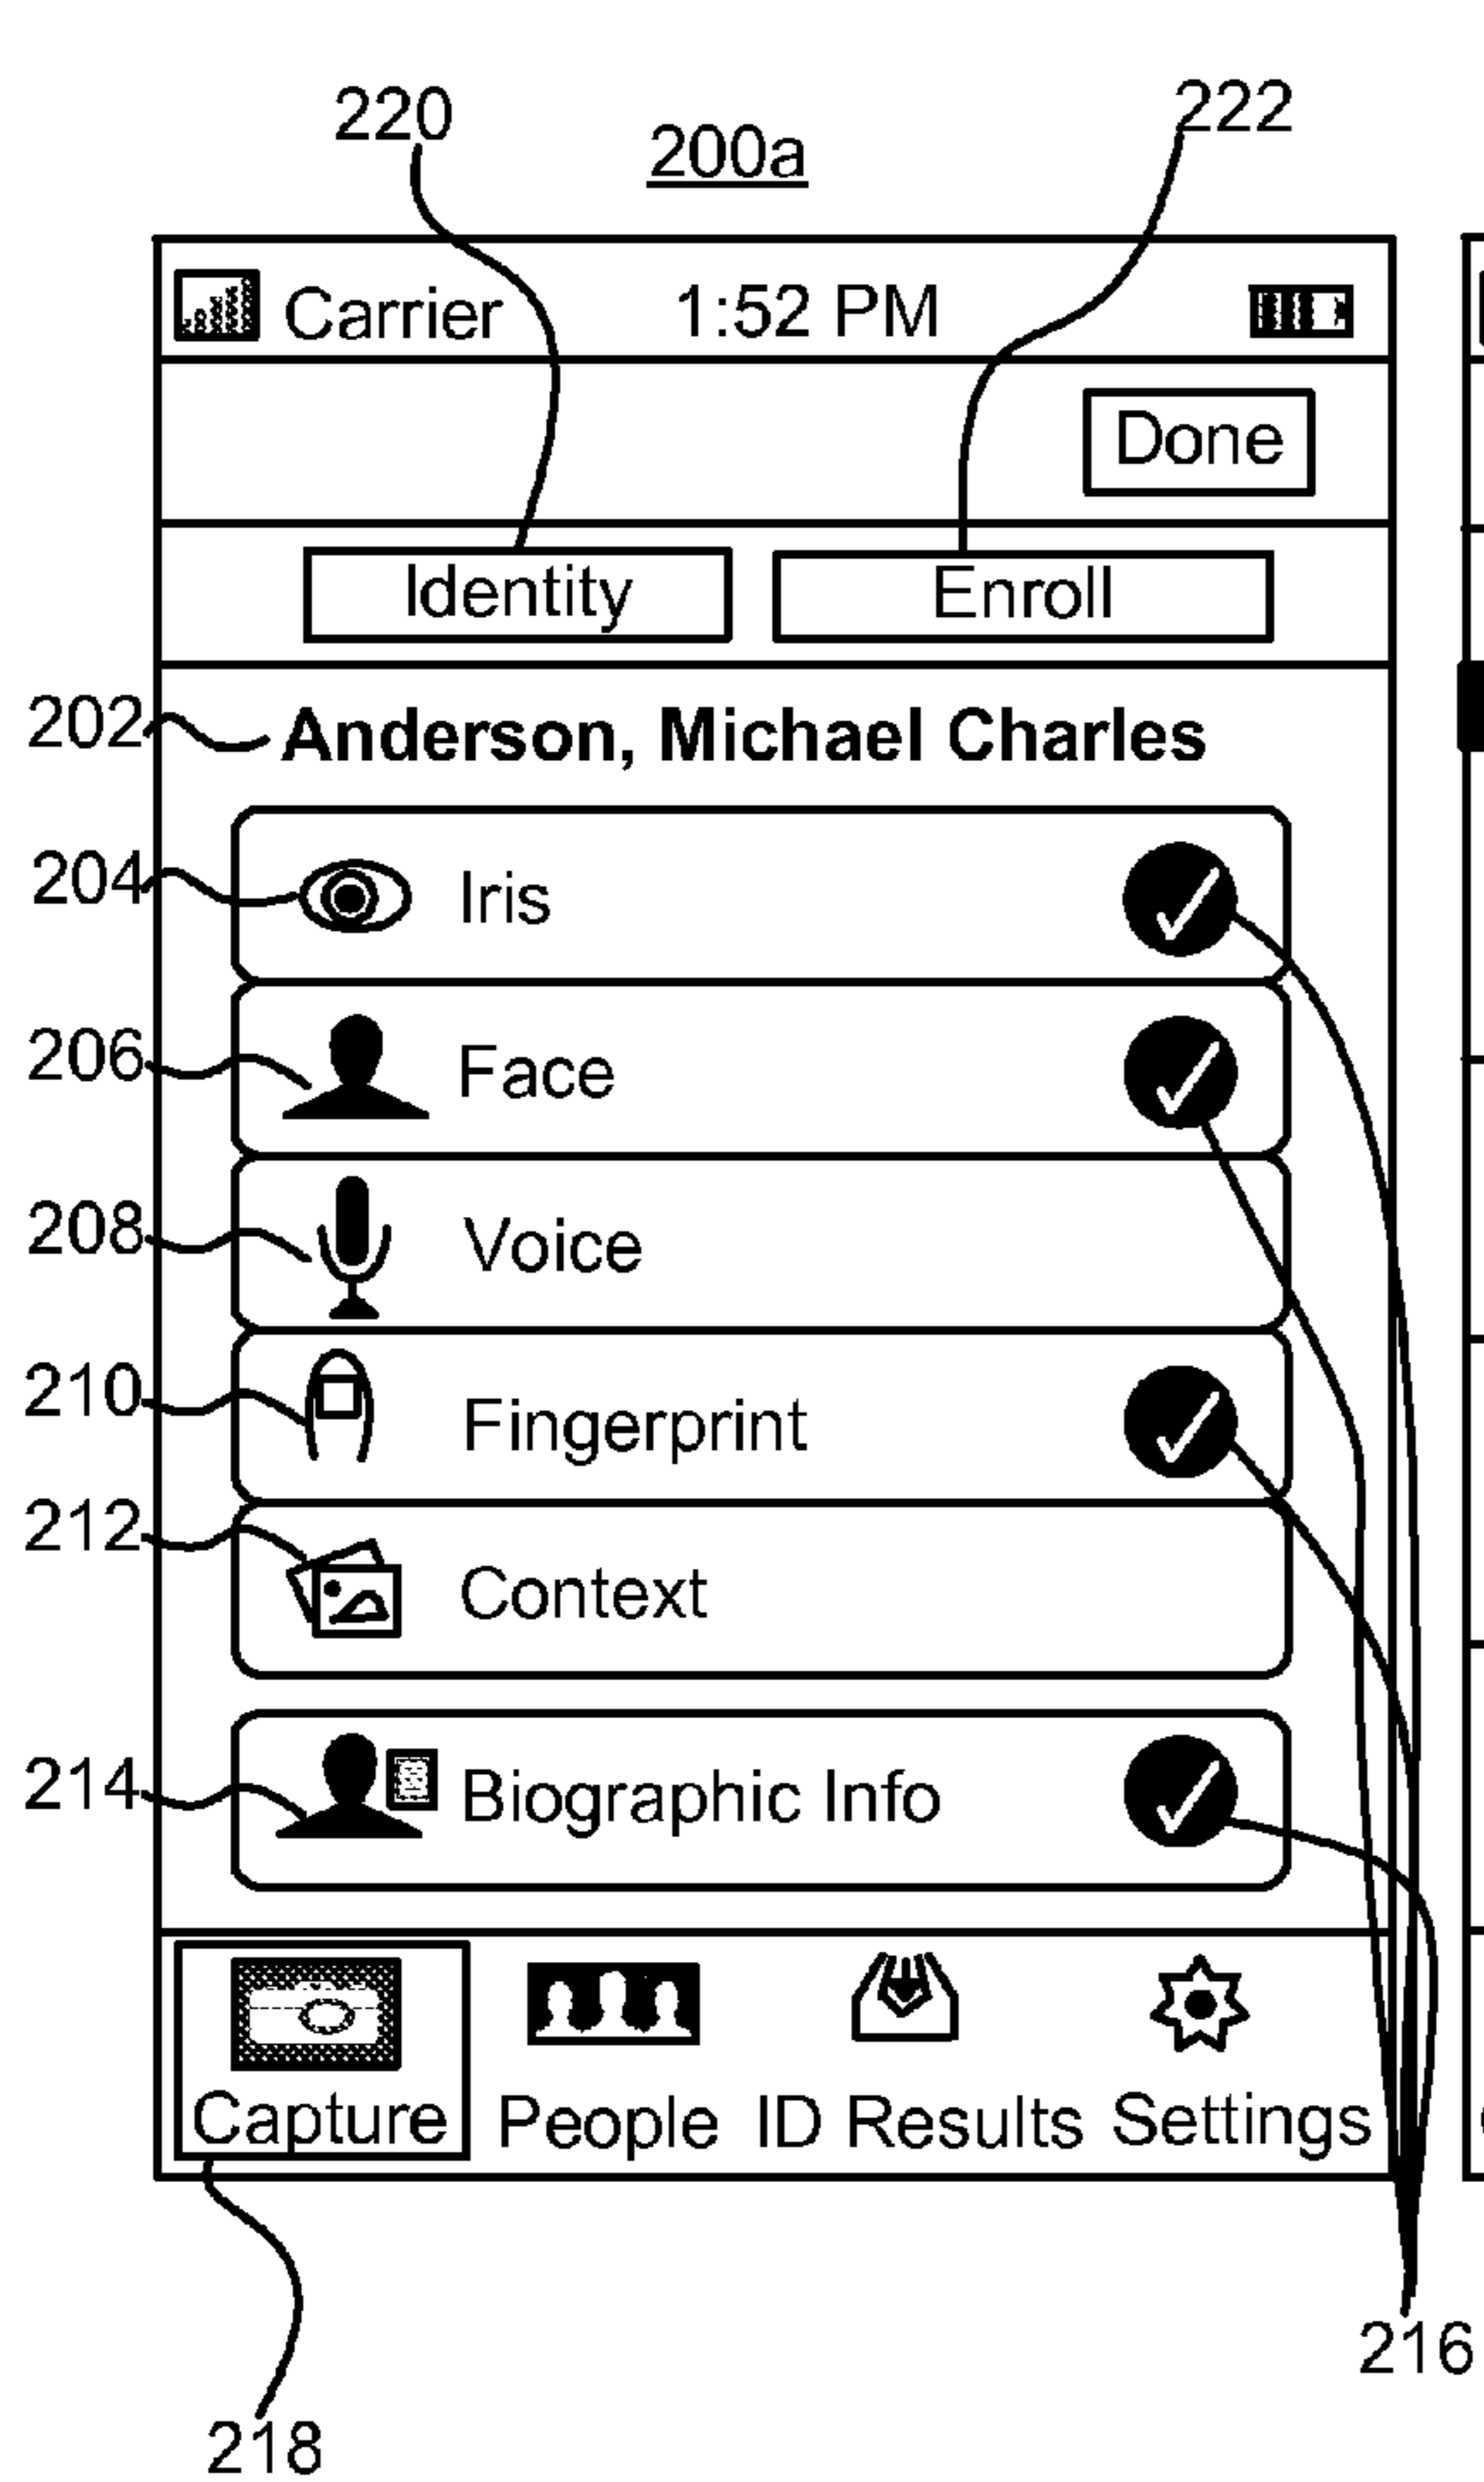 220
200a
222
Carrier 1:52 PM
Done
Identity Enroll
202 Anderson, Michael Charles
204 Iris
206 Face
208 Voice
210 Fingerprint
212 Context
214 Biographic Info
Capture People ID Results Settings
216
218